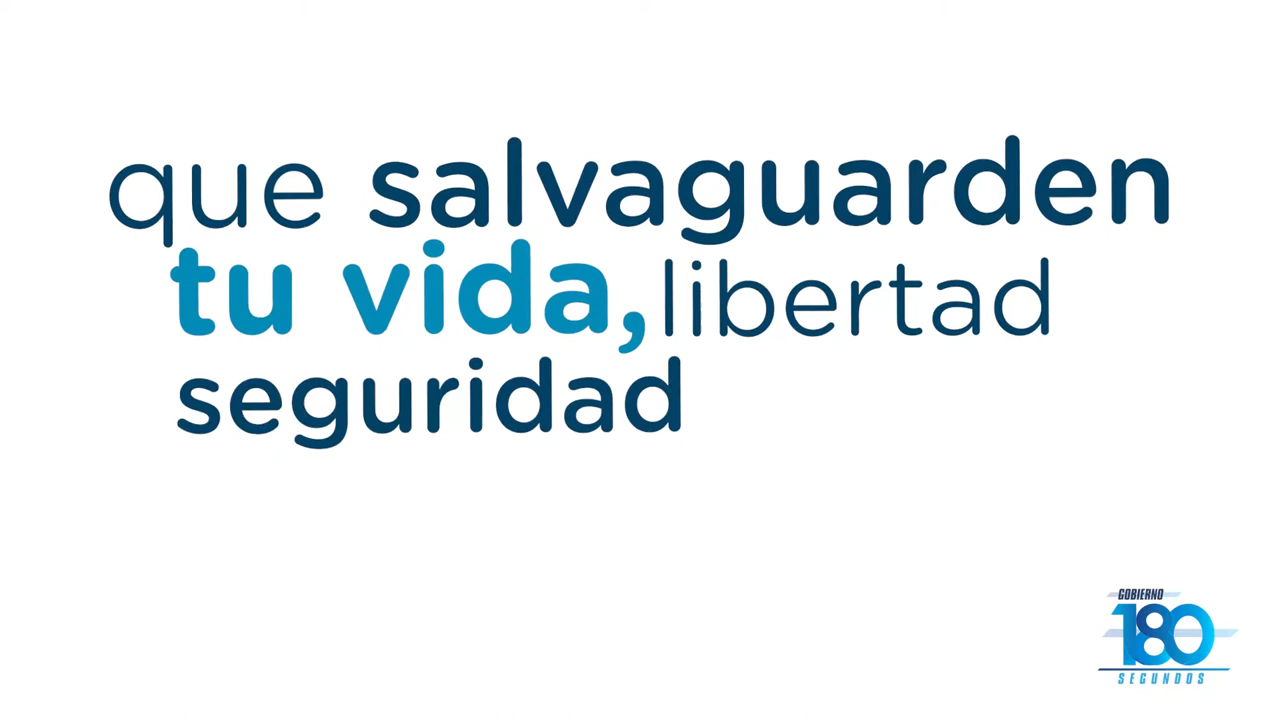 que salvaguarden
tu vida, libertad
seguridad
GOBIERNO
180
SEGUNDOS